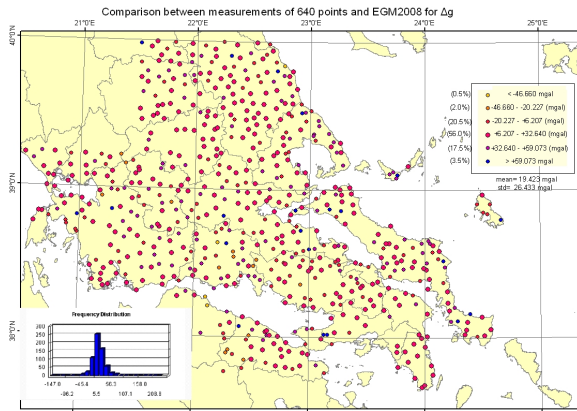 Comparison between measurements of 640 points and EGM2008 for Δg
21°0'E 22°0'E 23°0'E 24°0'E 25°0'E
40°0'N
39°0'N
38°0'N
(0.5%) < -46.660 mgal
(2.0%) -46.660 - -20.227 (mgal)
(20.5%) -20.227 - +6.207 (mgal)
(56.0%) +6.207 - +32.640 (mgal)
(17.5%) +32.640 - +59.073 (mgal)
(3.5%) > +59.073 mgal
mean= 19.423 mgal
std= 26.433 mgal
Frequency Distribution
300
250
200
150
100
50
0
-147.0 -45.4 56.3 158.0
-96.2 5.5 107.1 208.8